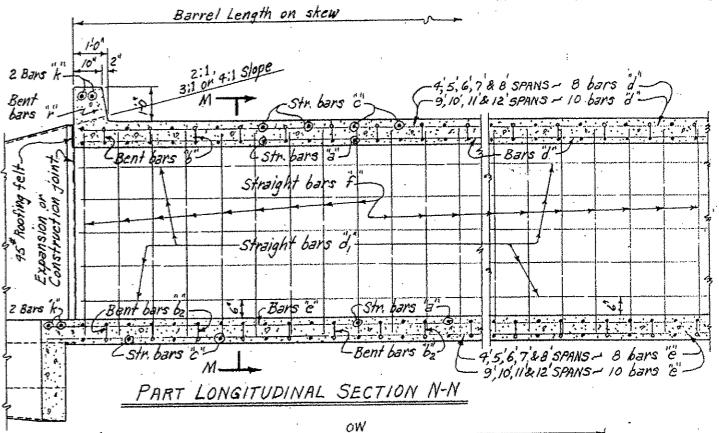 Barrel Length on skew
1'-0"
10"
2"
2:1,
3:1 or 4:1 Slope
2 Bars "k"
Bent
bars "r"
M
Str. bars "c"
4',5',6',7' & 8' SPANS ~ 8 bars "d"
9',10',11' & 12' SPANS ~ 10 bars "d"
Bent bars "b"
Str. bars "a"
Bars "d"
Straight bars "f"
45# Roofing felt
Expansion or
Construction joint
Straight bars d₁"
6"
6"
2 Bars "k"
Bent bars b₂"
Bars "e"
Str. bars "a"
Str. bars "c"
Bent bars b₂"
M
4',5',6',7' & 8' SPANS ~ 8 bars "e"
9',10',11' & 12' SPANS ~ 10 bars "e"
PART LONGITUDINAL SECTION N-N
OW